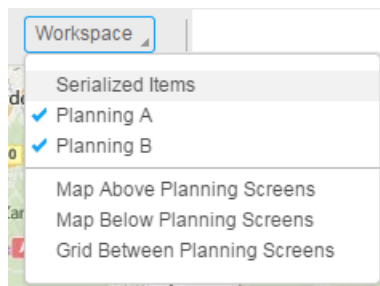 Workspace
Serialized Items
Planning A
Planning B
Map Above Planning Screens
Map Below Planning Screens
Grid Between Planning Screens